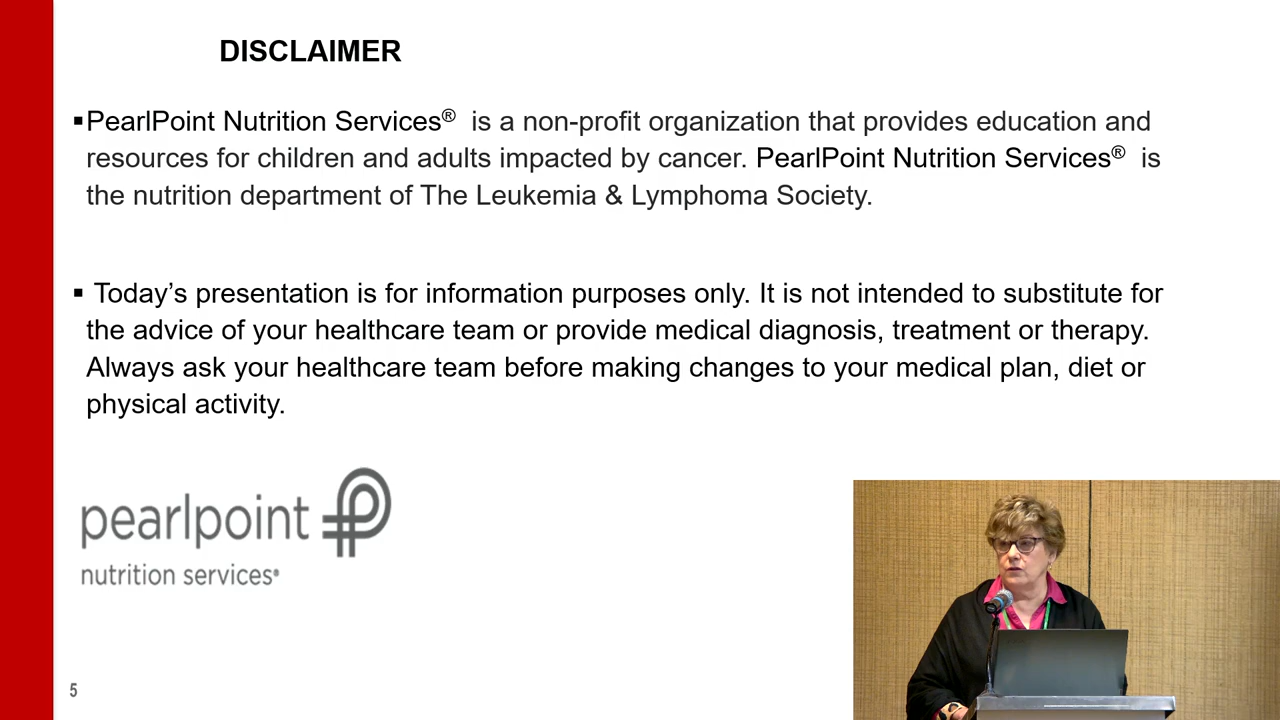 DISCLAIMER
▪PearlPoint Nutrition Services® is a non-profit organization that provides education and
resources for children and adults impacted by cancer. PearlPoint Nutrition Services® is
the nutrition department of The Leukemia & Lymphoma Society.
▪ Today’s presentation is for information purposes only. It is not intended to substitute for
the advice of your healthcare team or provide medical diagnosis, treatment or therapy.
Always ask your healthcare team before making changes to your medical plan, diet or
physical activity.
pearlpoint
nutrition services®
5